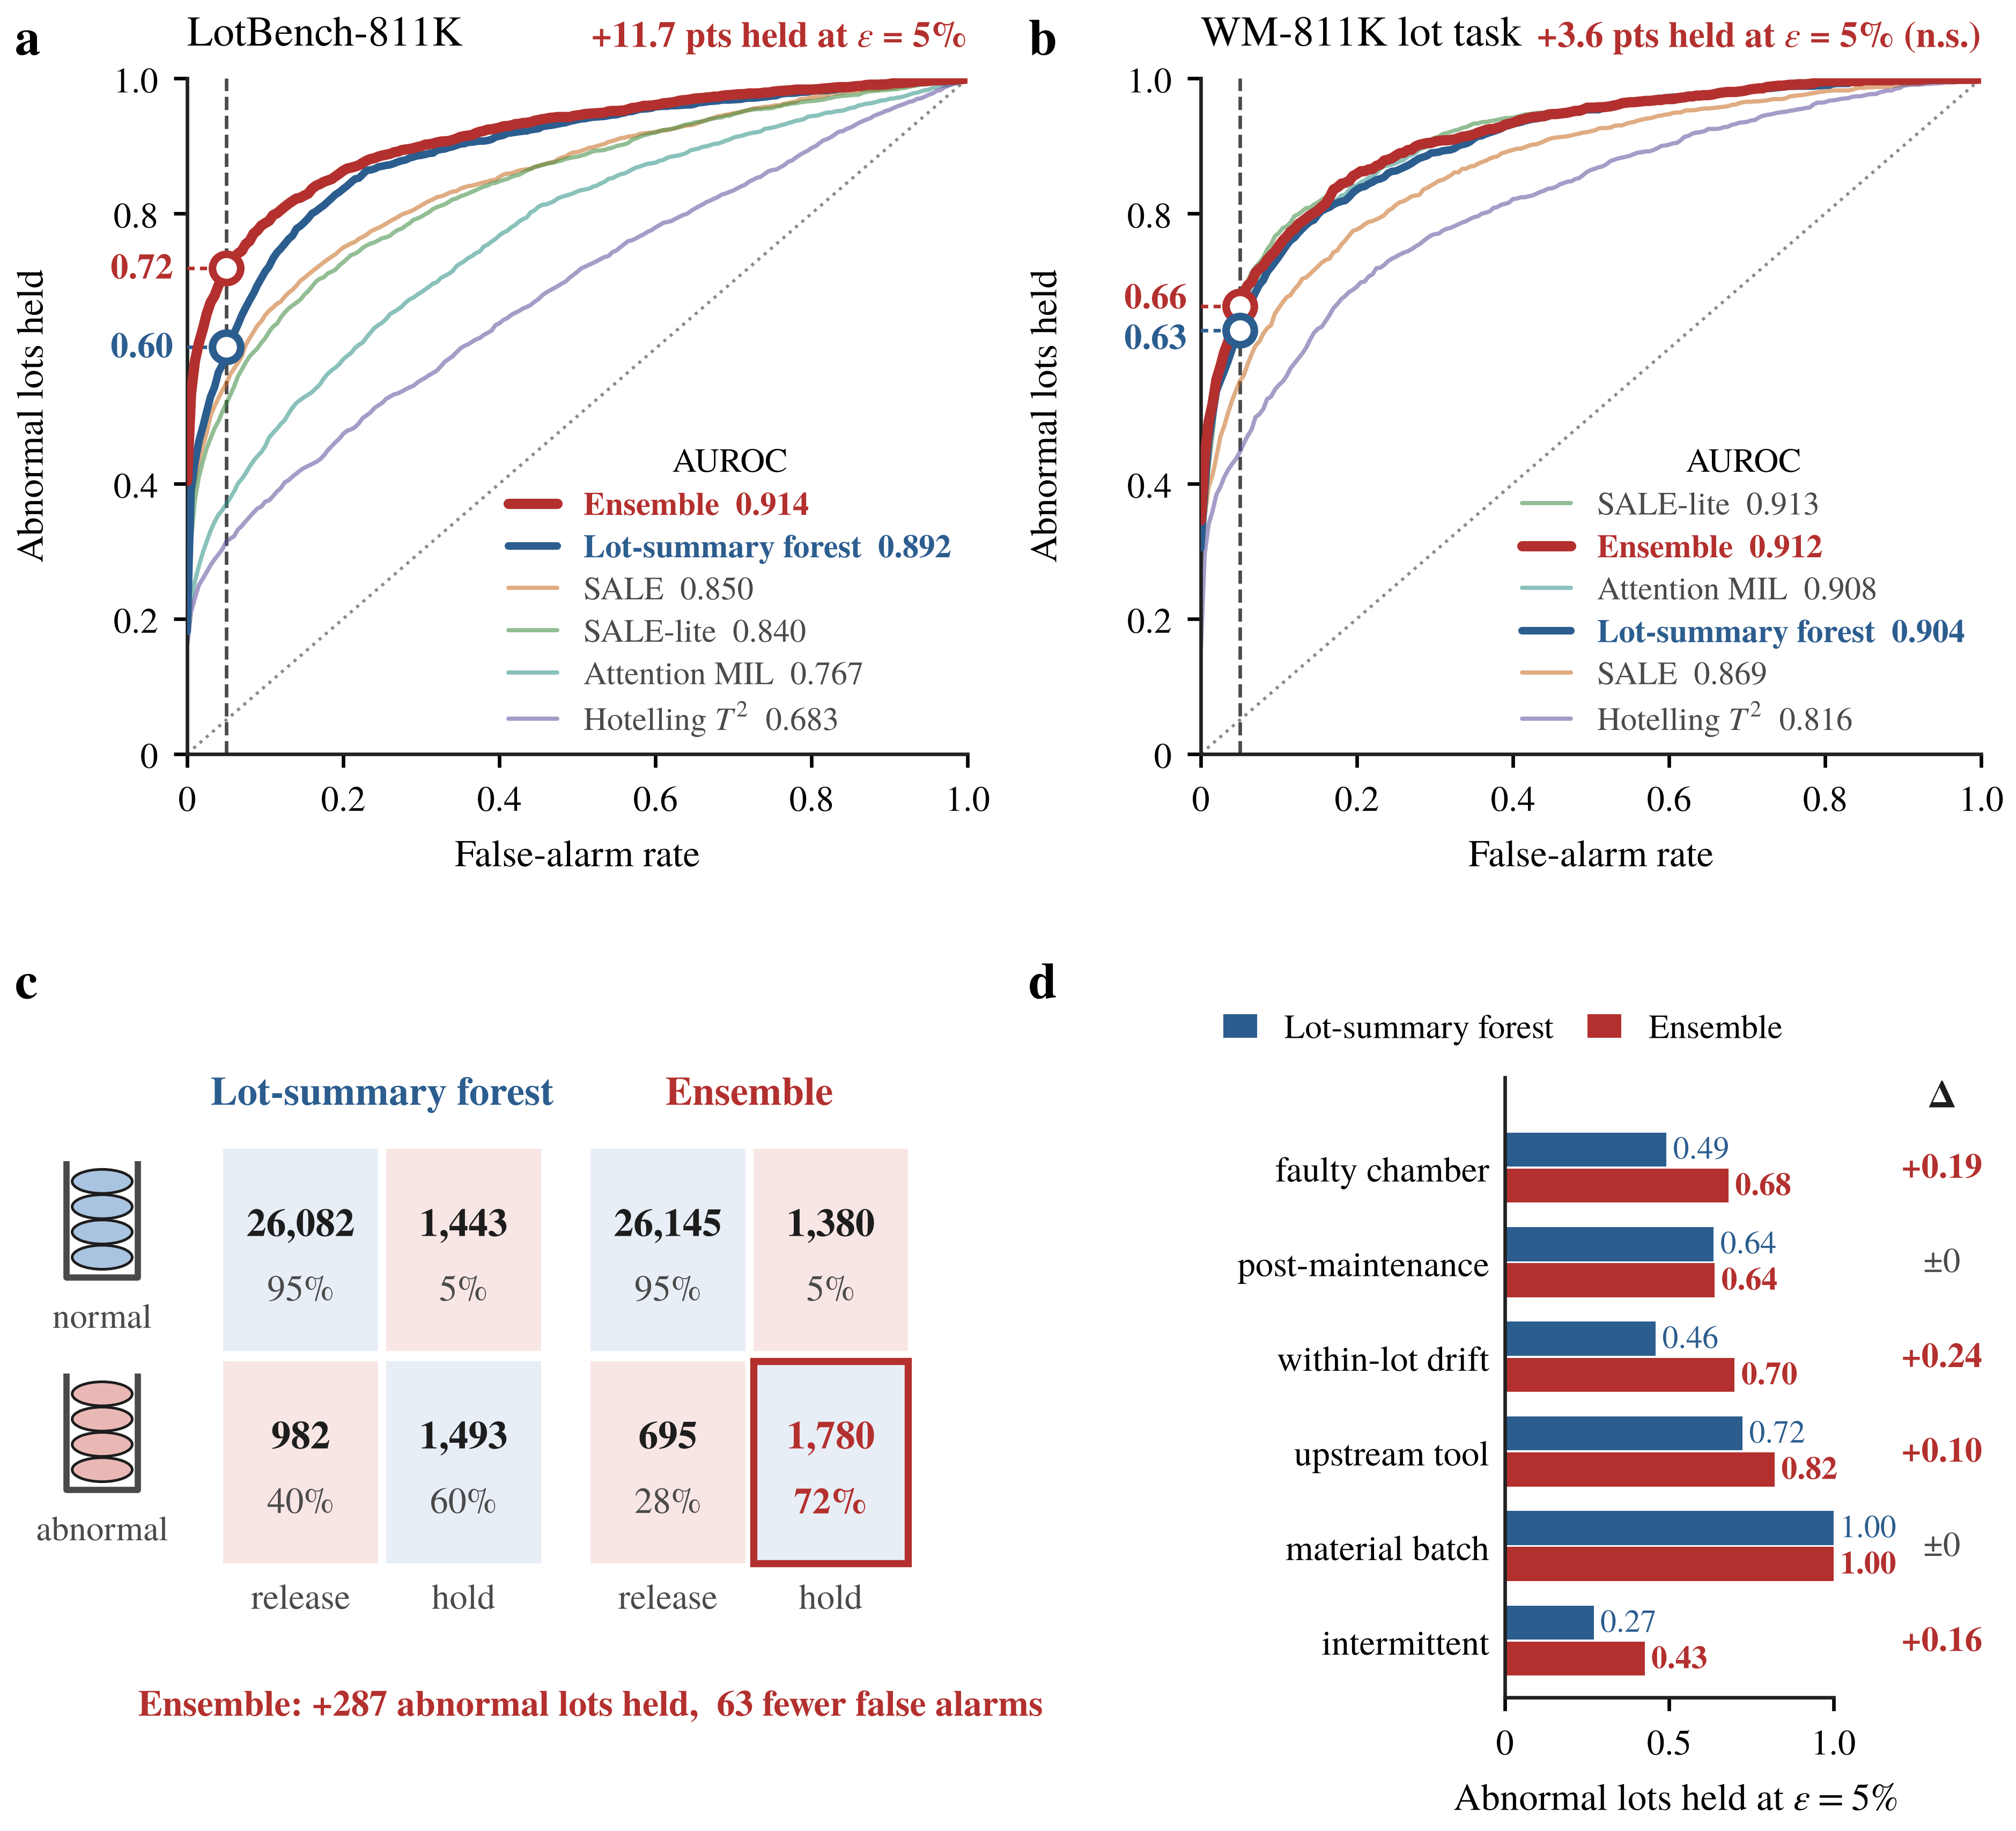 a
LotBench-811K
+11.7 pts held at ε = 5%
1.0
0.8
0.72
0.60
0.4
0.2
0
Abnormal lots held
AUROC
Ensemble 0.914
Lot-summary forest 0.892
SALE 0.850
SALE-lite 0.840
Attention MIL 0.767
Hotelling T² 0.683
0 0.2 0.4 0.6 0.8 1.0
False-alarm rate
b
WM-811K lot task
+3.6 pts held at ε = 5% (n.s.)
1.0
0.8
0.66
0.63
0.4
0.2
0
Abnormal lots held
AUROC
SALE-lite 0.913
Ensemble 0.912
Attention MIL 0.908
Lot-summary forest 0.904
SALE 0.869
Hotelling T² 0.816
0 0.2 0.4 0.6 0.8 1.0
False-alarm rate
c
Lot-summary forest Ensemble
26,082 1,443 26,145 1,380
95% 5% 95% 5%
normal
982 1,493 695 1,780
40% 60% 28% 72%
abnormal
release hold release hold
Ensemble: +287 abnormal lots held, 63 fewer false alarms
d
Lot-summary forest Ensemble
Δ
faulty chamber 0.49 0.68 +0.19
post-maintenance 0.64 0.64 ±0
within-lot drift 0.46 0.70 +0.24
upstream tool 0.72 0.82 +0.10
material batch 1.00 1.00 ±0
intermittent 0.27 0.43 +0.16
0 0.5 1.0
Abnormal lots held at ε = 5%